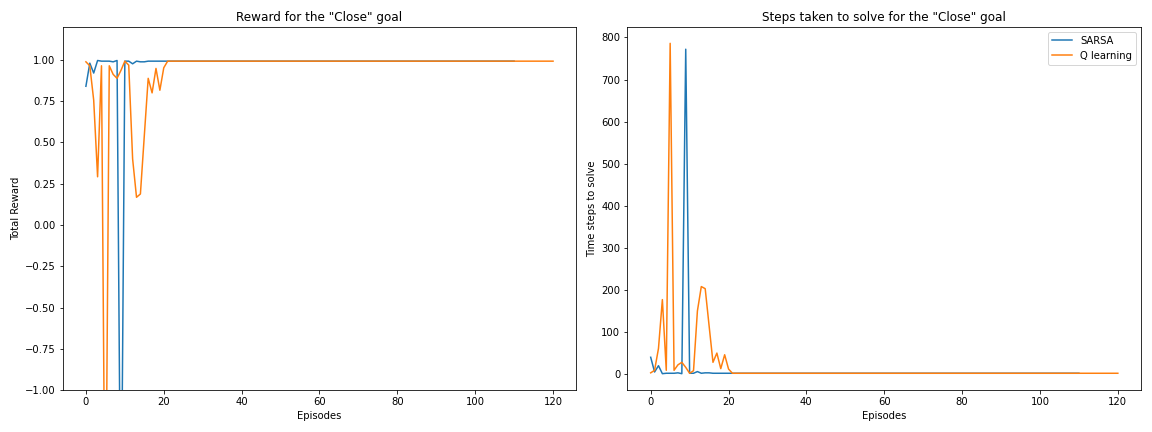 Reward for the "Close" goal
Total Reward
1.00
0.75
0.50
0.25
0.00
−0.25
−0.50
−0.75
−1.00
0 20 40 60 80 100 120
Episodes
Steps taken to solve for the "Close" goal
Time steps to solve
800
700
600
500
400
300
200
100
0
0 20 40 60 80 100 120
Episodes
SARSA
Q learning